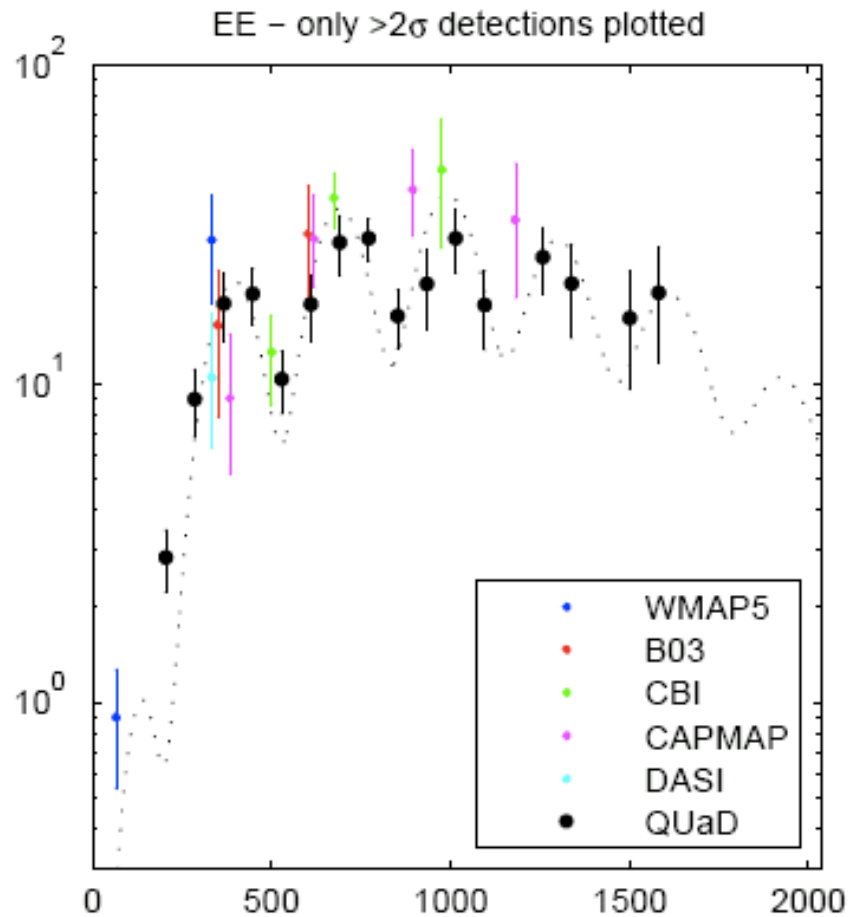 EE – only >2σ detections plotted
10²
10¹
10⁰
0 500 1000 1500 2000
WMAP5
B03
CBI
CAPMAP
DASI
QUaD